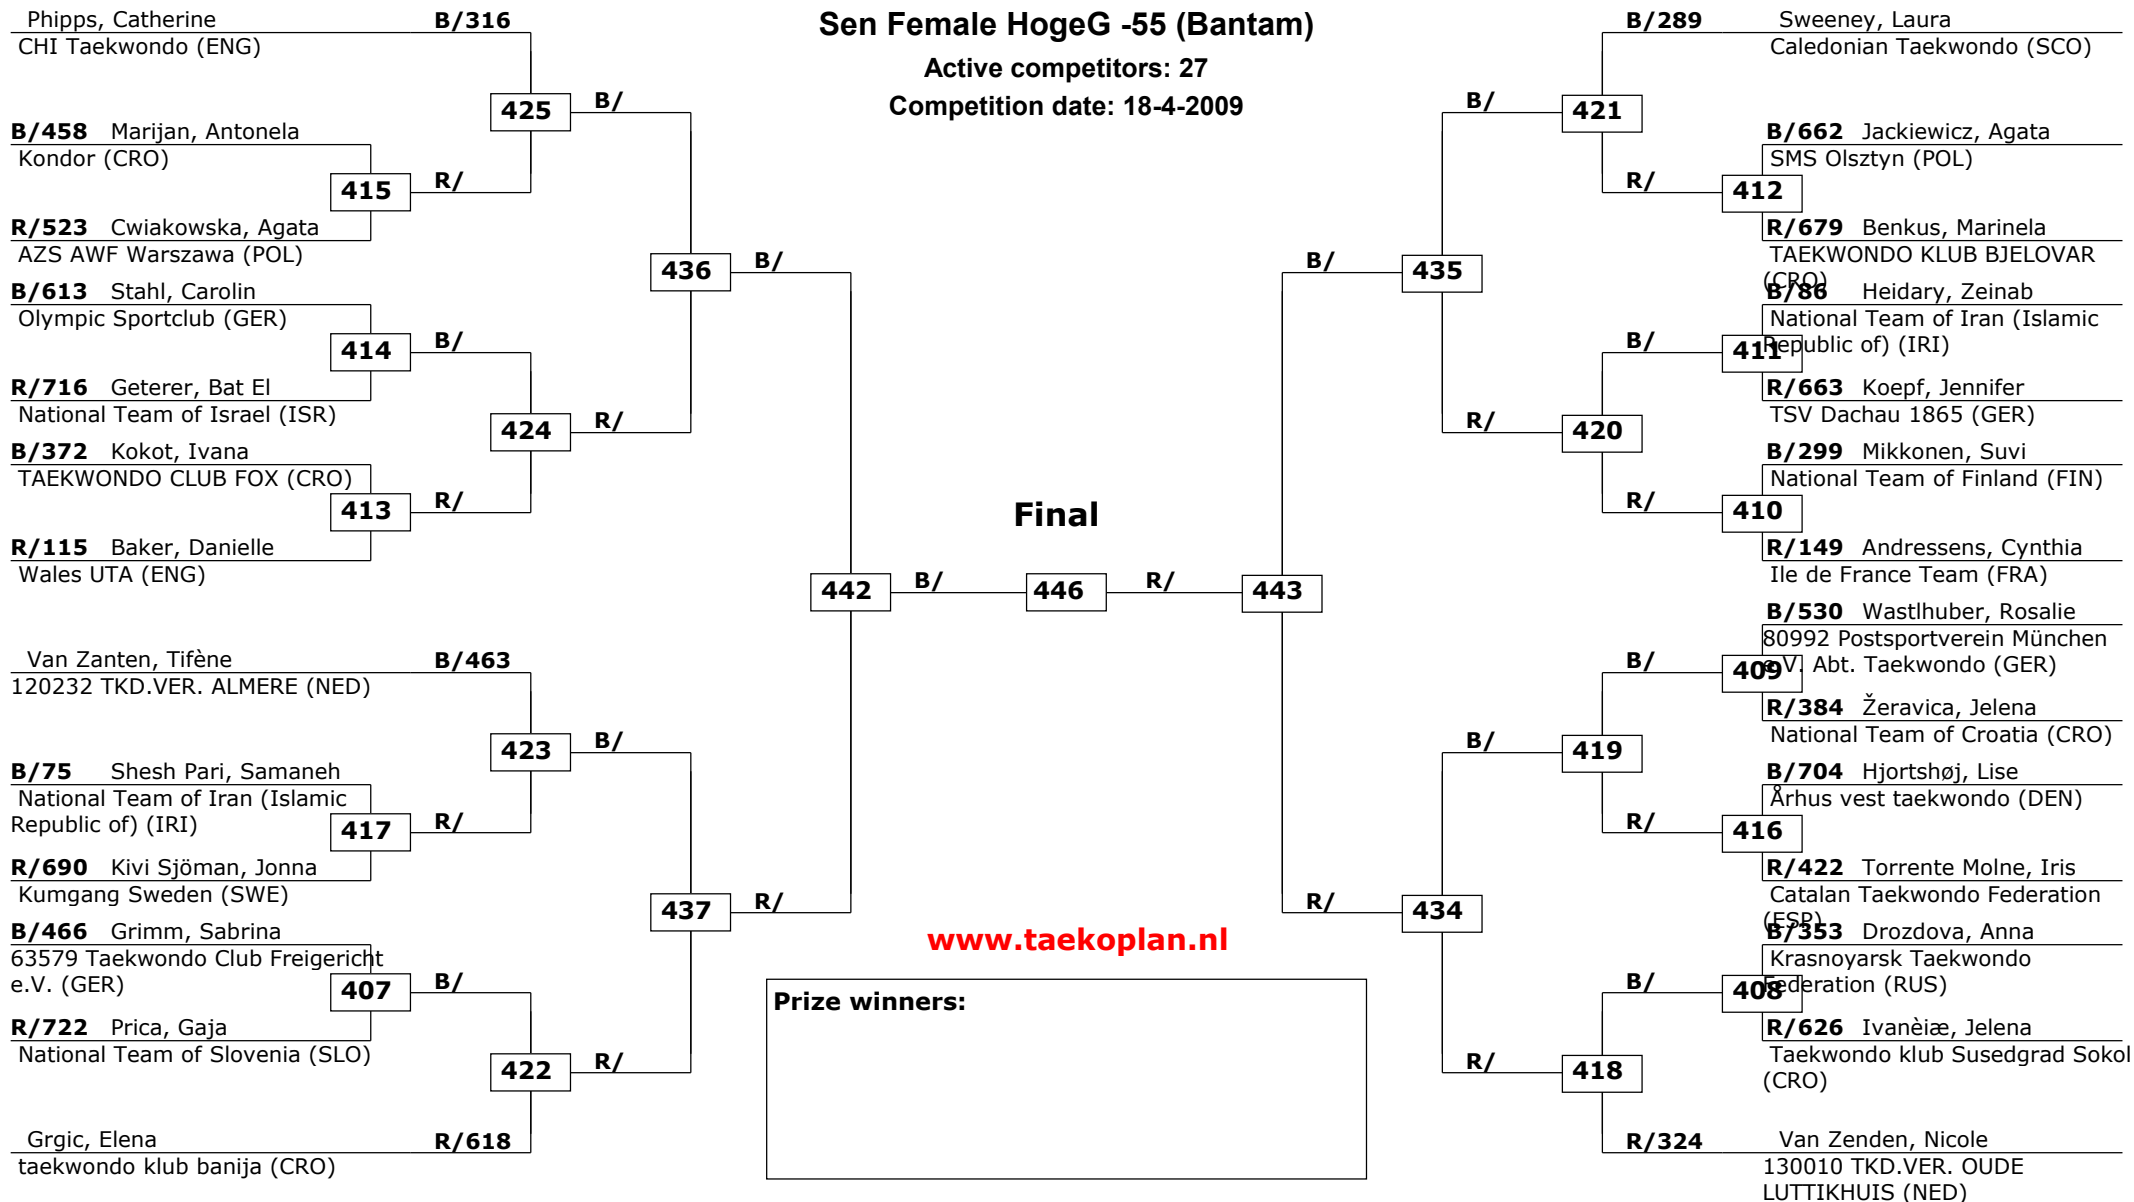 Sen Female HogeG -55 (Bantam)
Active competitors: 27
Competition date: 18-4-2009
Phipps, Catherine B/316
CHI Taekwondo (ENG)
425 B/
B/458 Marijan, Antonela
Kondor (CRO)
415 R/
R/523 Cwiakowska, Agata
AZS AWF Warszawa (POL)
436 B/
B/613 Stahl, Carolin
Olympic Sportclub (GER)
414 B/
R/716 Geterer, Bat El
National Team of Israel (ISR)
424 R/
B/372 Kokot, Ivana
TAEKWONDO CLUB FOX (CRO)
413 R/
R/115 Baker, Danielle
Wales UTA (ENG)
Van Zanten, Tifène B/463
120232 TKD.VER. ALMERE (NED)
423 B/
B/75 Shesh Pari, Samaneh
National Team of Iran (Islamic
Republic of) (IRI)
417 R/
R/690 Kivi Sjöman, Jonna
Kumgang Sweden (SWE)
437 R/
B/466 Grimm, Sabrina
63579 Taekwondo Club Freigericht
e.V. (GER)
407 B/
R/722 Prica, Gaja
National Team of Slovenia (SLO)
422 R/
Grgic, Elena R/618
taekwondo klub banija (CRO)
Final
442 B/ 446 R/ 443
www.taekoplan.nl
Prize winners:
B/289 Sweeney, Laura
Caledonian Taekwondo (SCO)
B/ 421
B/662 Jackiewicz, Agata
SMS Olsztyn (POL)
R/ 412
R/679 Benkus, Marinela
TAEKWONDO KLUB BJELOVAR
(CRO)
B/ 435
B/86 Heidary, Zeinab
National Team of Iran (Islamic
Republic of) (IRI)
B/ 411
R/663 Koepf, Jennifer
TSV Dachau 1865 (GER)
R/ 420
B/299 Mikkonen, Suvi
National Team of Finland (FIN)
R/ 410
R/149 Andressens, Cynthia
Ile de France Team (FRA)
B/530 Wastlhuber, Rosalie
80992 Postsportverein München
e.V. Abt. Taekwondo (GER)
B/ 409
R/384 Žeravica, Jelena
National Team of Croatia (CRO)
B/ 419
B/704 Hjortshøj, Lise
Århus vest taekwondo (DEN)
R/ 416
R/422 Torrente Molne, Iris
Catalan Taekwondo Federation
(ESP)
R/ 434
B/353 Drozdova, Anna
Krasnoyarsk Taekwondo
Federation (RUS)
B/ 408
R/626 Ivanèiæ, Jelena
Taekwondo klub Susedgrad Sokol
(CRO)
R/ 418
R/324 Van Zenden, Nicole
130010 TKD.VER. OUDE
LUTTIKHUIS (NED)